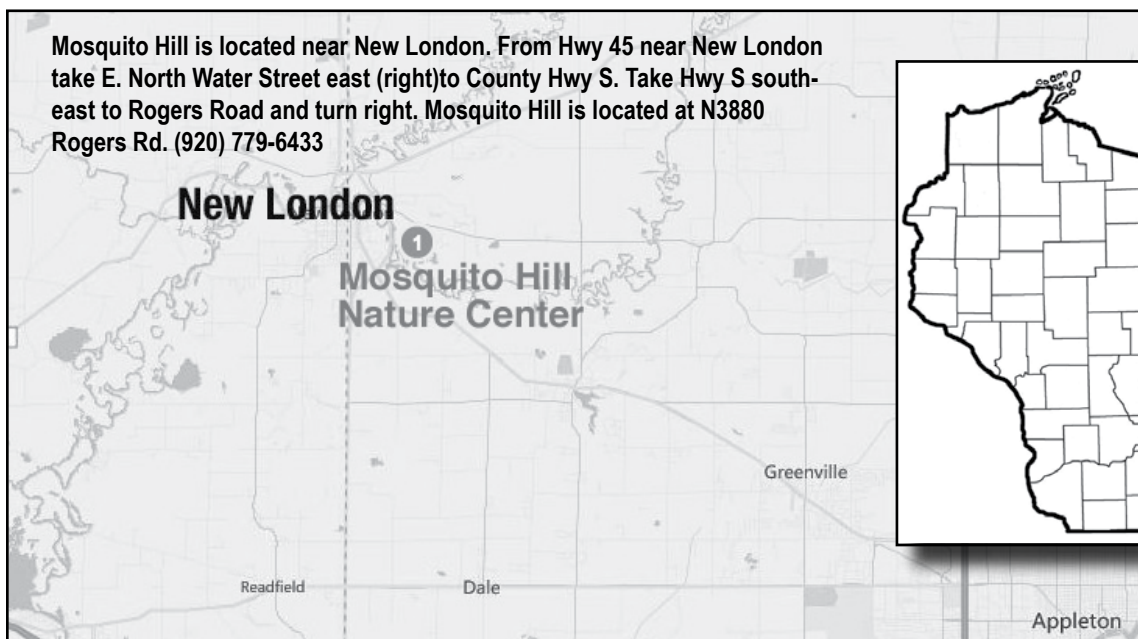 Mosquito Hill is located near New London. From Hwy 45 near New London
take E. North Water Street east (right)to County Hwy S. Take Hwy S south-
east to Rogers Road and turn right. Mosquito Hill is located at N3880
Rogers Rd. (920) 779-6433
New London
1
Mosquito Hill
Nature Center
Greenville
Readfield
Dale
Appleton